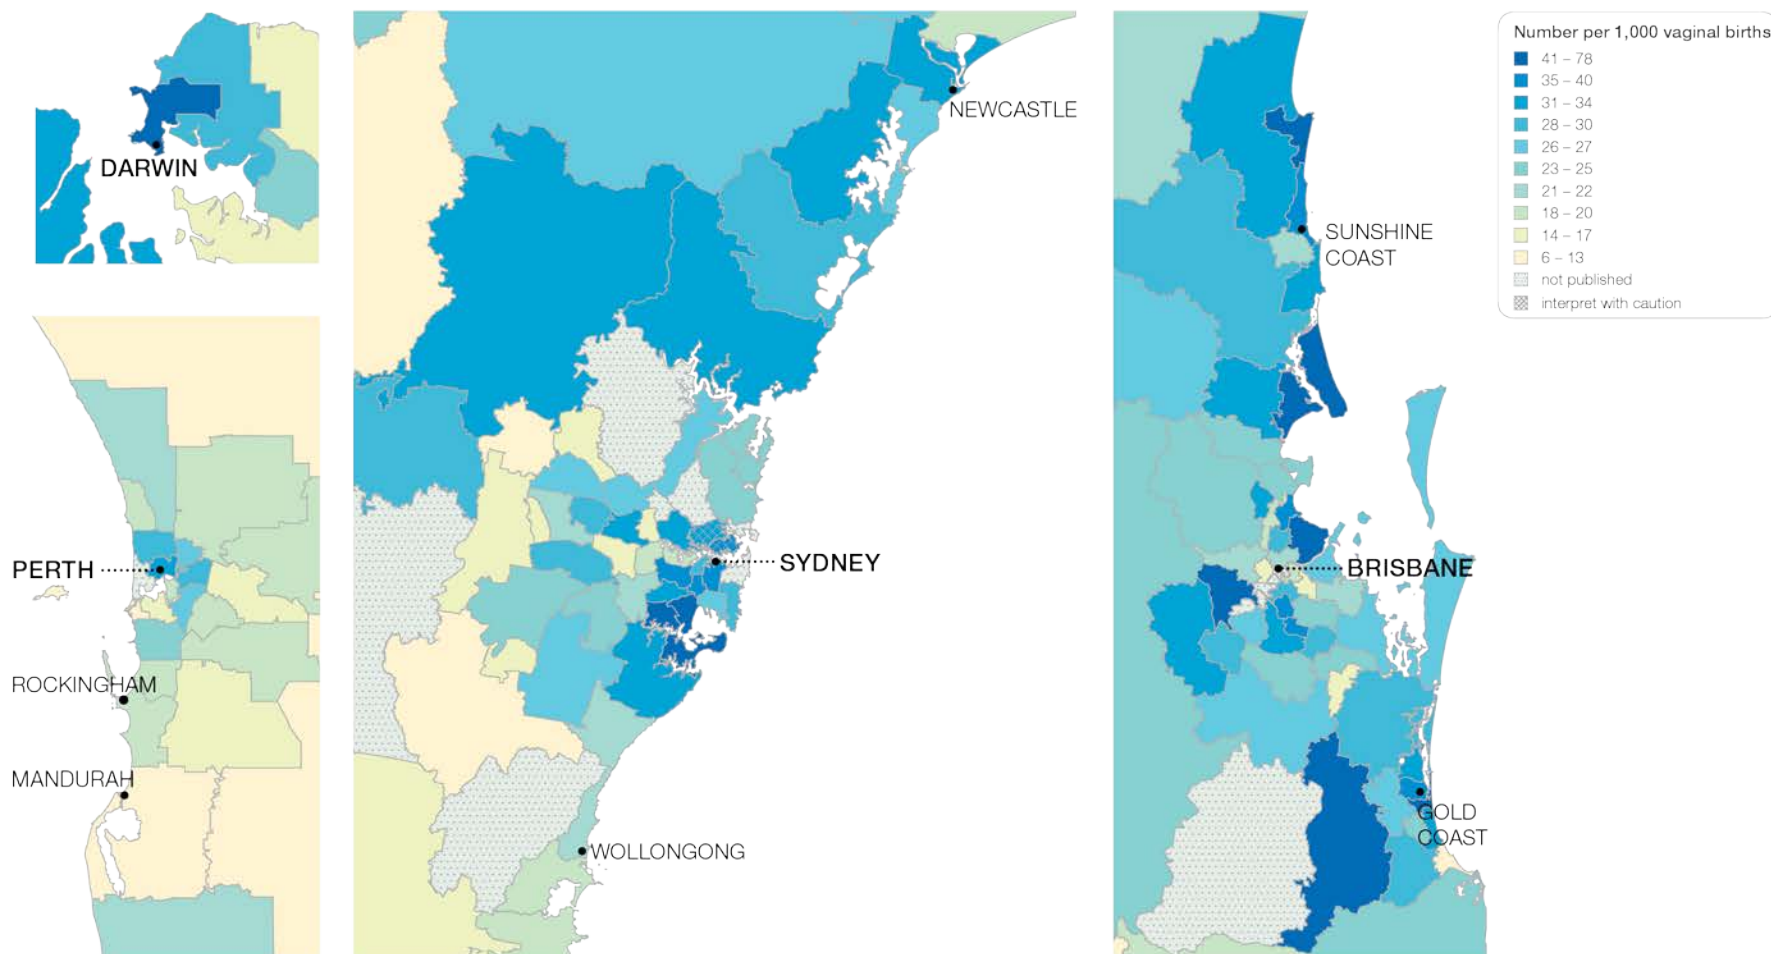 DARWIN
PERTH
ROCKINGHAM
MANDURAH
NEWCASTLE
SYDNEY
WOLLONGONG
SUNSHINE
COAST
BRISBANE
GOLD
COAST
Number per 1,000 vaginal births
41 – 78
35 – 40
31 – 34
28 – 30
26 – 27
23 – 25
21 – 22
18 – 20
14 – 17
6 – 13
not published
interpret with caution